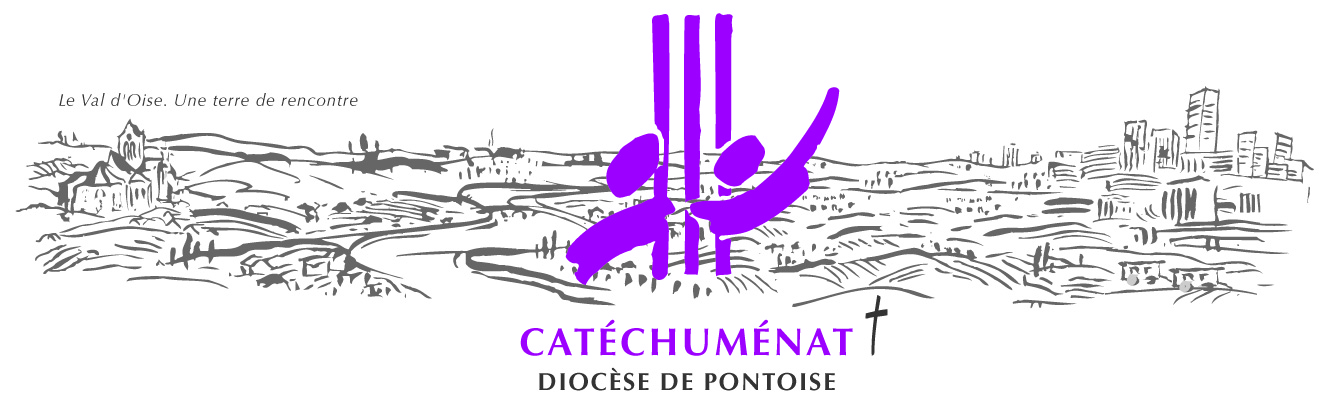 Le Val d'Oise. Une terre de rencontre
CATÉCHUMÉNAT
DIOCÈSE DE PONTOISE